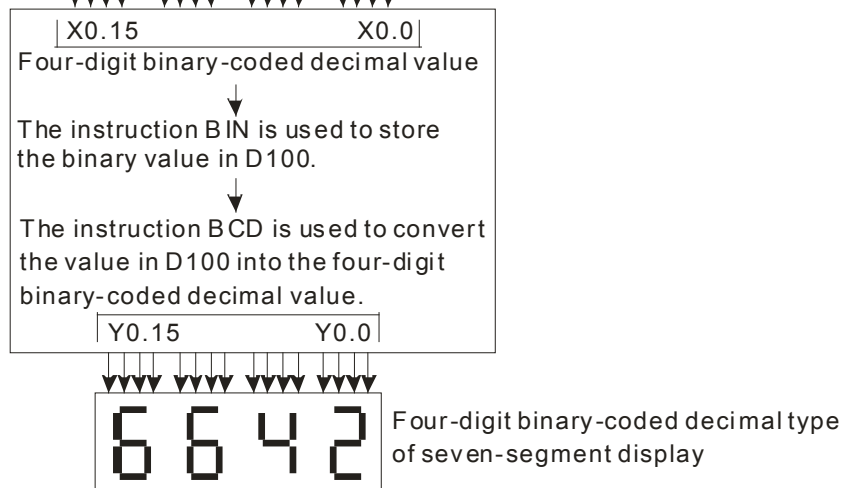 X0.15 X0.0
Four-digit binary-coded decimal value
The instruction BIN is used to store
the binary value in D100.
The instruction BCD is used to convert
the value in D100 into the four-digit
binary-coded decimal value.
Y0.15 Y0.0
6642
Four-digit binary-coded decimal type
of seven-segment display